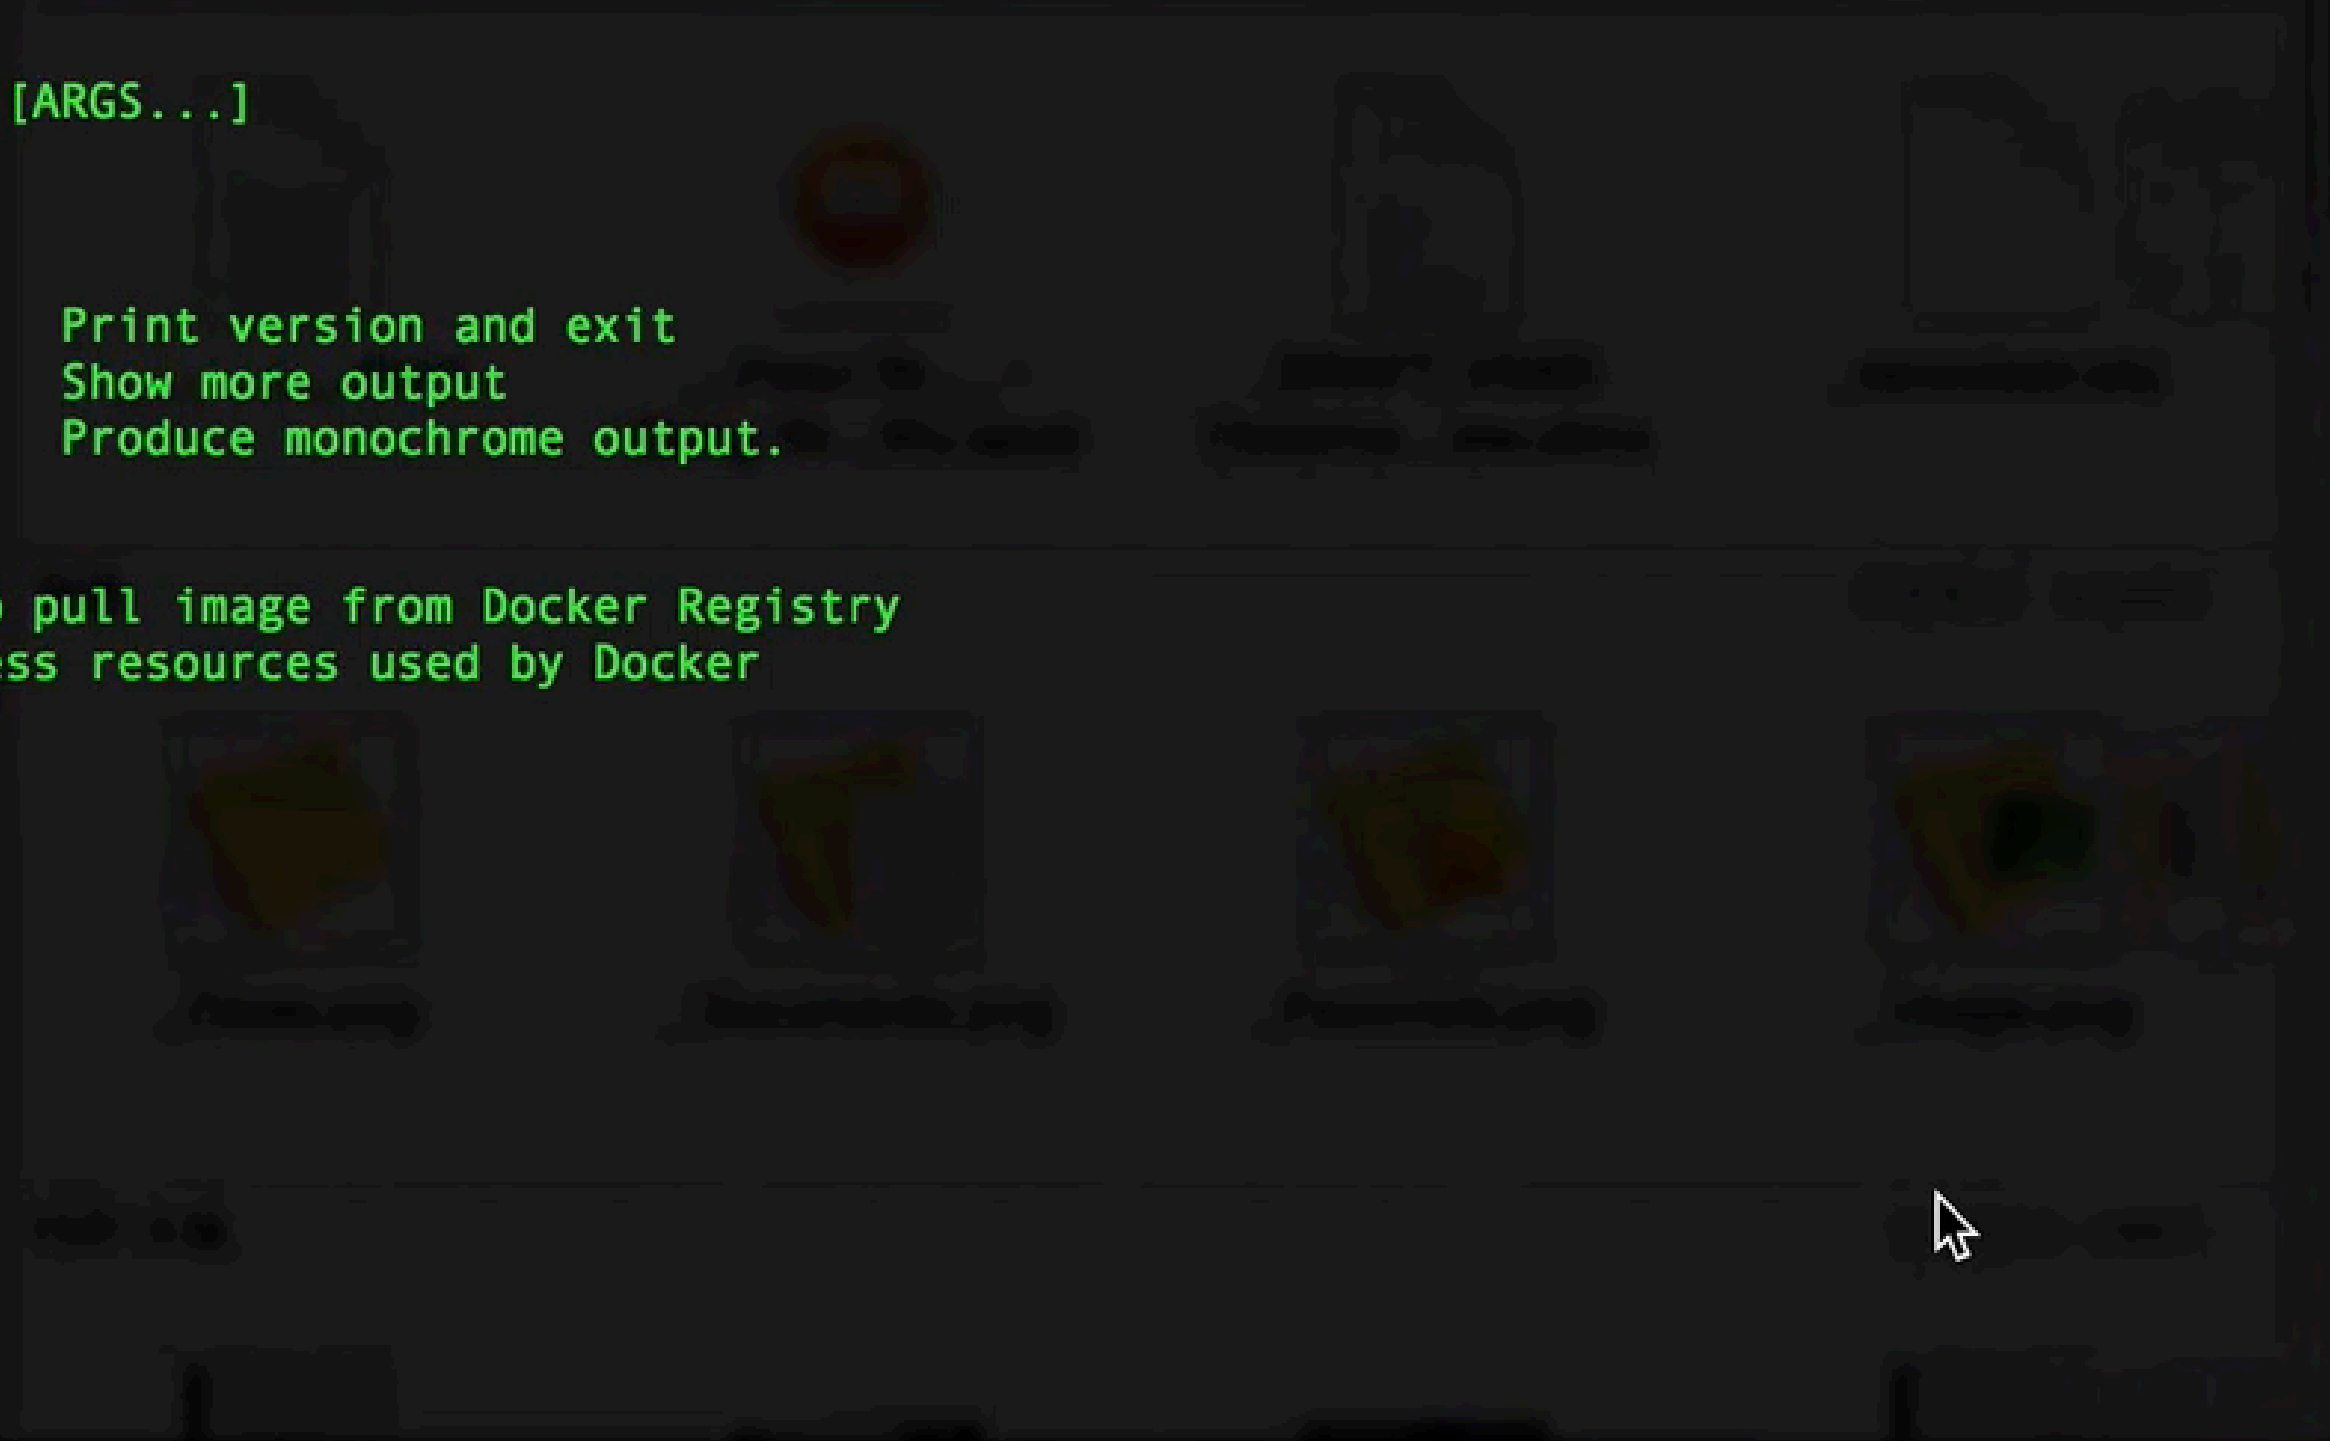 [ARGS...]
Print version and exit
Show more output
Produce monochrome output.
pull image from Docker Registry
ess resources used by Docker